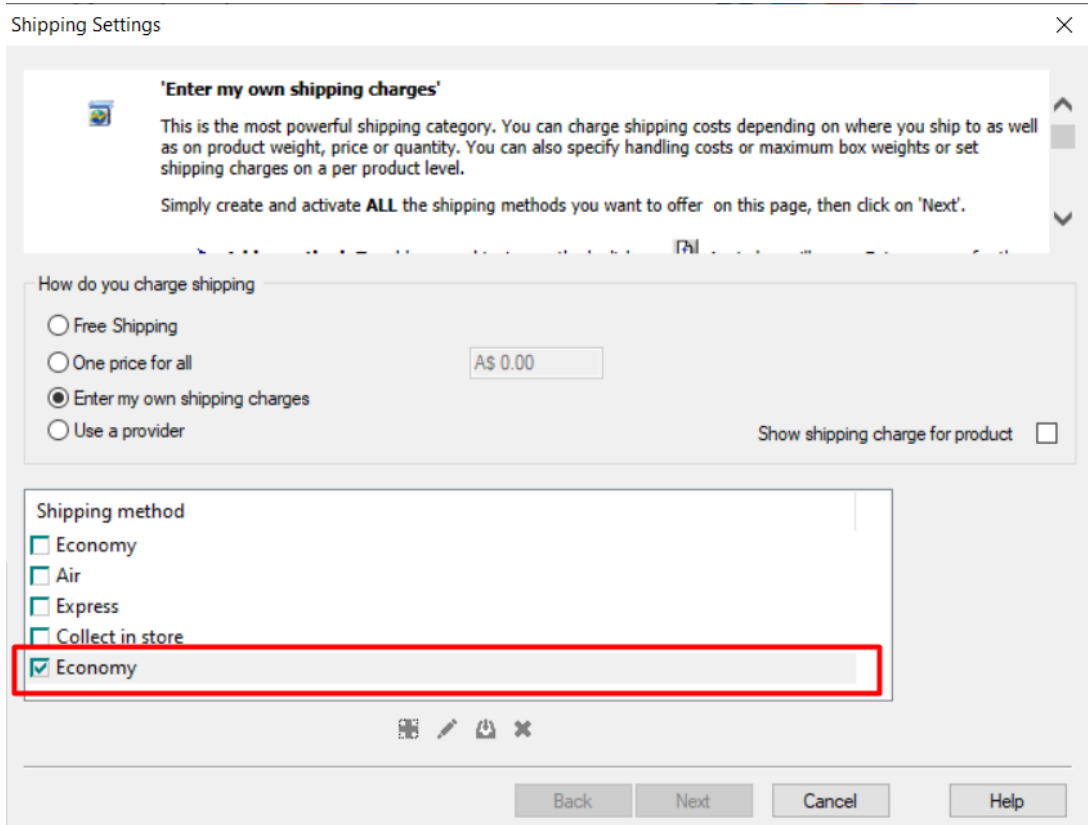 Shipping Settings
'Enter my own shipping charges'
This is the most powerful shipping category. You can charge shipping costs depending on where you ship to as well
as on product weight, price or quantity. You can also specify handling costs or maximum box weights or set
shipping charges on a per product level.
Simply create and activate ALL the shipping methods you want to offer on this page, then click on 'Next'.
How do you charge shipping
Free Shipping
One price for all
A$ 0.00
Enter my own shipping charges
Use a provider
Show shipping charge for product
Shipping method
Economy
Air
Express
Collect in store
Economy
Back Next Cancel Help